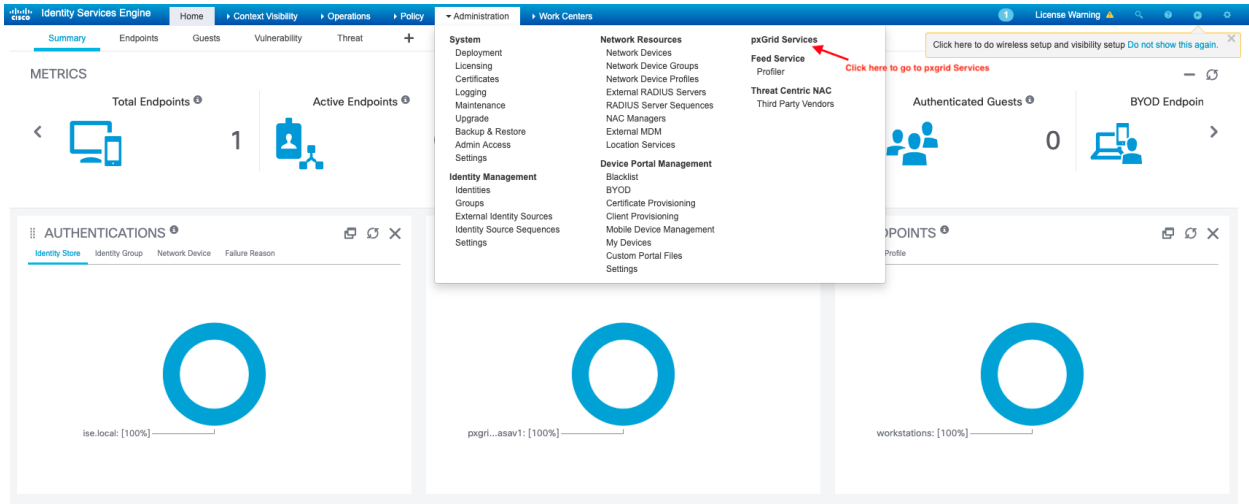 cisco Identity Services Engine
Home
Context Visibility
Operations
Policy
Administration
Work Centers
1
License Warning
Summary
Endpoints
Guests
Vulnerability
Threat
+
Click here to do wireless setup and visibility setup Do not show this again.
METRICS
Total Endpoints
1
Active Endpoints
Authenticated Guests
0
BYOD Endpoin
System
Deployment
Licensing
Certificates
Logging
Maintenance
Upgrade
Backup & Restore
Admin Access
Settings
Identity Management
Identities
Groups
External Identity Sources
Identity Source Sequences
Settings
Network Resources
Network Devices
Network Device Groups
Network Device Profiles
External RADIUS Servers
RADIUS Server Sequences
NAC Managers
External MDM
Location Services
Device Portal Management
Blacklist
BYOD
Certificate Provisioning
Client Provisioning
Mobile Device Management
My Devices
Custom Portal Files
Settings
pxGrid Services
Feed Service
Profiler
Threat Centric NAC
Third Party Vendors
Click here to go to pxgrid Services
AUTHENTICATIONS
Identity Store
Identity Group
Network Device
Failure Reason
ise.local: [100%]
pxgri...asav1: [100%]
DPOINTS
Profile
workstations: [100%]